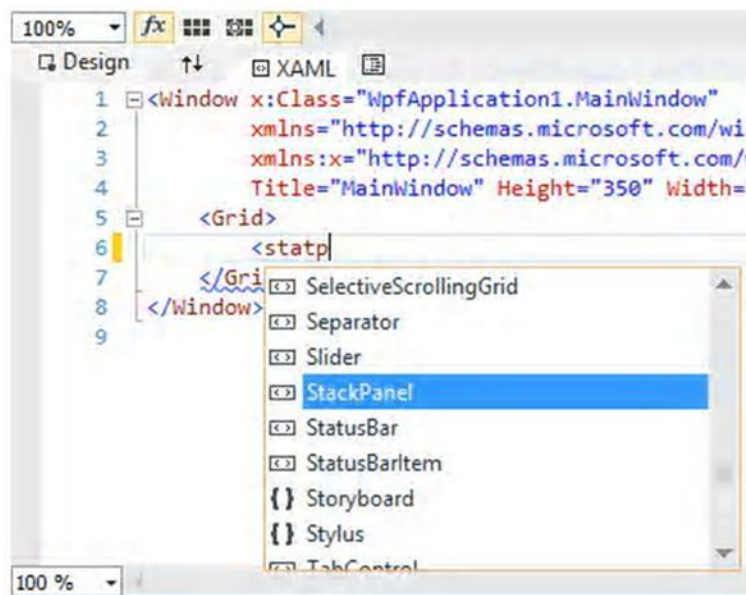 100%
fx
Design
XAML
1 <Window x:Class="WpfApplication1.MainWindow"
2 xmlns="http://schemas.microsoft.com/wi
3 xmlns:x="http://schemas.microsoft.com/w
4 Title="MainWindow" Height="350" Width=
5 <Grid>
6 <statp
7 </Gri
8 </Window>
9
SelectiveScrollingGrid
Separator
Slider
StackPanel
StatusBar
StatusBarItem
{} Storyboard
{} Stylus
TabControl
100 %